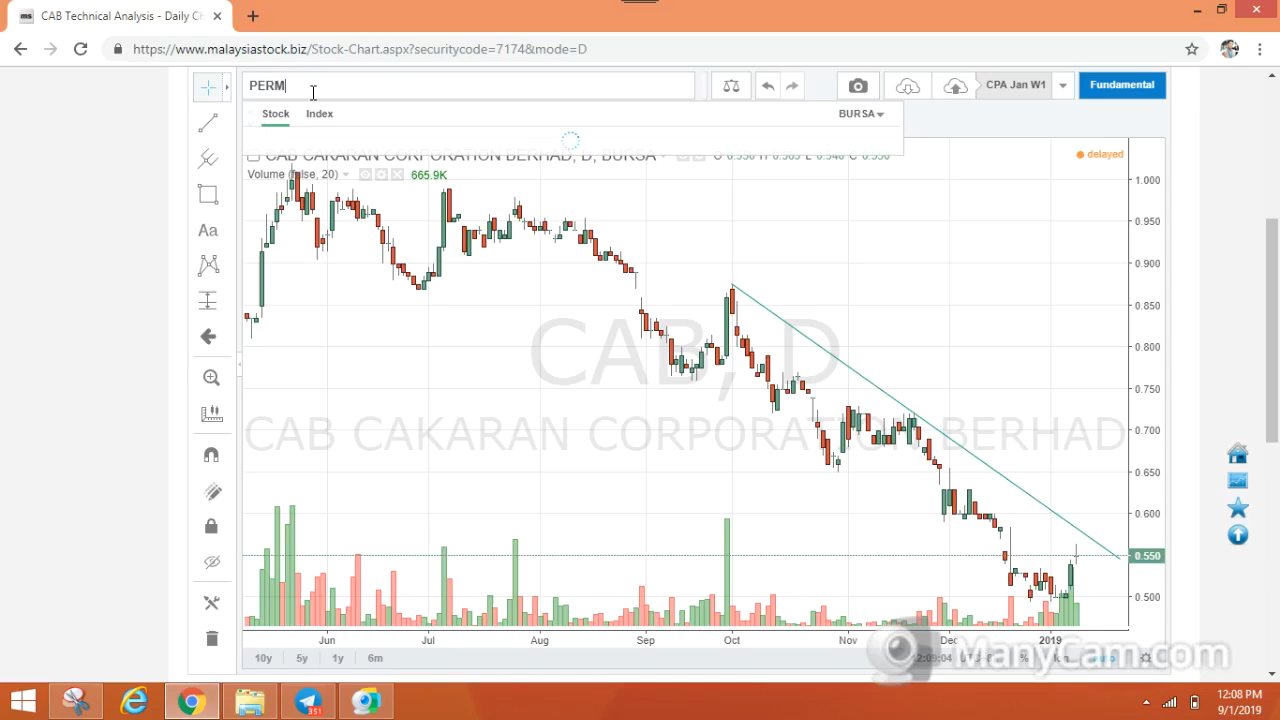 ms CAB Technical Analysis - Daily Ch
https://www.malaysiastock.biz/Stock-Chart.aspx?securitycode=7174&mode=D
PERM
CPA Jan W1
Fundamental
Stock Index BURSA
CAB CAKARAN CORPORATION BERHAD, D, BURSA
delayed
Volume (false, 20) 665.9K
Aa
CAB, D
CAB CAKARAN CORPORATION BERHAD
1.000
0.950
0.900
0.850
0.800
0.750
0.700
0.650
0.600
0.550
0.500
Jun Jul Aug Sep Oct Nov Dec 2019
10y 5y 1y 6m
ManyCam.com
351
12:08 PM
9/1/2019